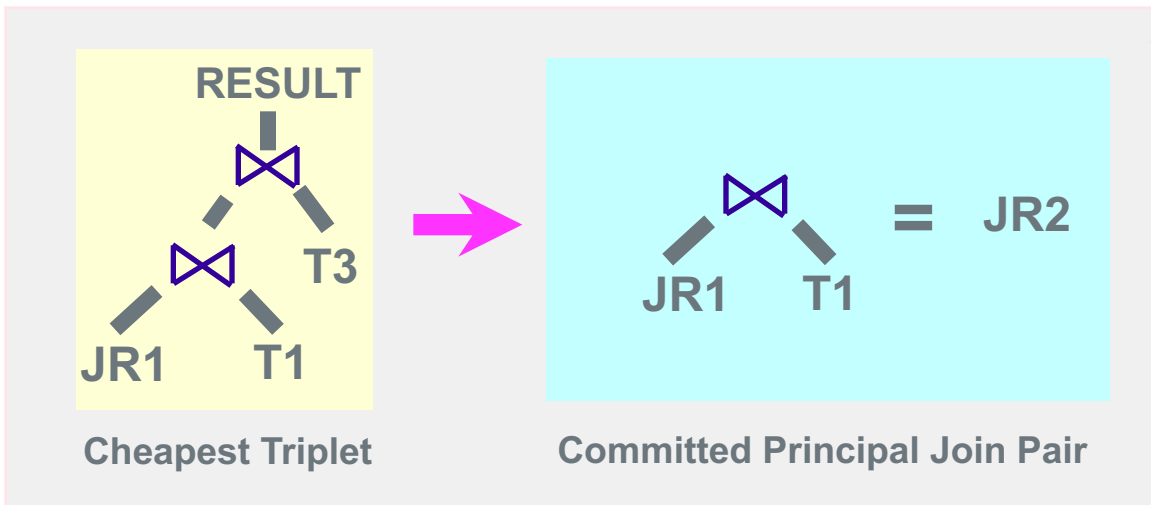 RESULT
T3
JR1
T1
Cheapest Triplet
JR1
T1
= JR2
Committed Principal Join Pair